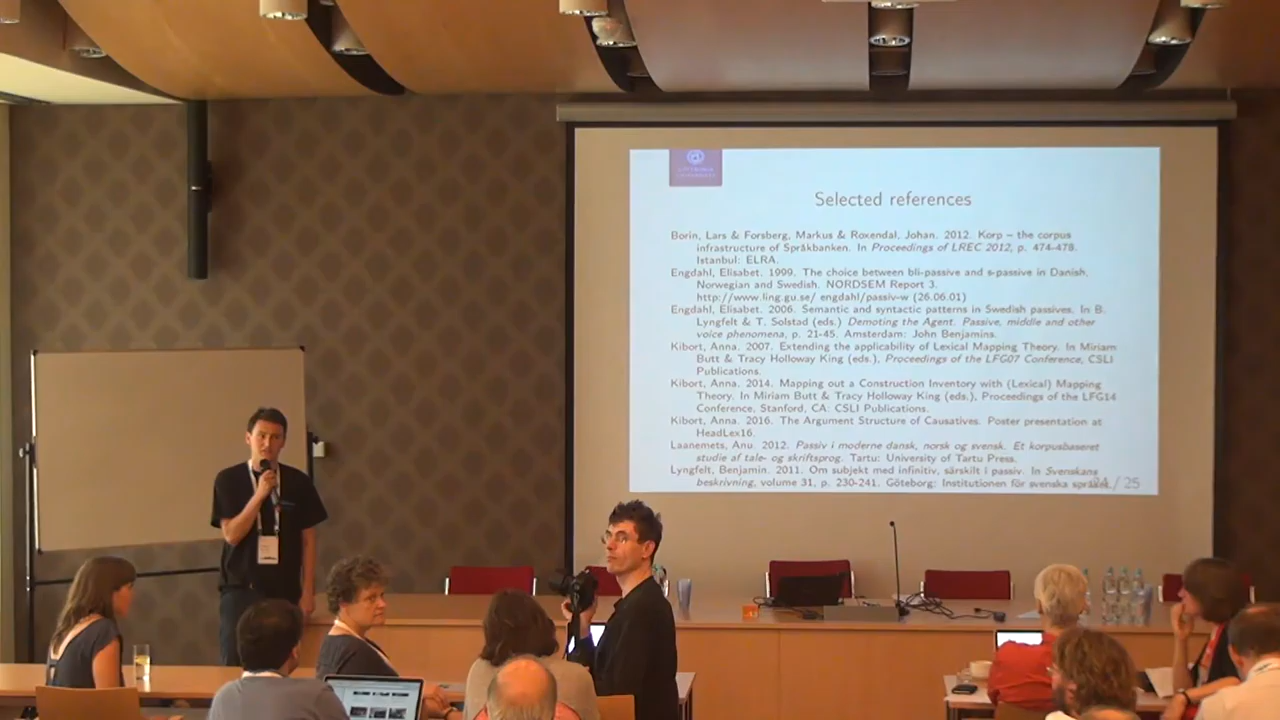 Selected references
Borin, Lars & Forsberg, Markus & Roxendal, Johan. 2012. Korp – the corpus
infrastructure of Språkbanken. In Proceedings of LREC 2012, p. 474-478.
Istanbul: ELRA.
Engdahl, Elisabet. 1999. The choice between bli-passive and s-passive in Danish,
Norwegian and Swedish. NORDSEM Report 3.
http://www.ling.gu.se/ engdahl/passiv-w (26.06.01)
Engdahl, Elisabet. 2006. Semantic and syntactic patterns in Swedish passives. In B.
Lyngfelt & T. Solstad (eds.) Demoting the Agent. Passive, middle and other
voice phenomena, p. 21-45. Amsterdam: John Benjamins.
Kibort, Anna. 2007. Extending the applicability of Lexical Mapping Theory. In Miriam
Butt & Tracy Holloway King (eds.), Proceedings of the LFG07 Conference, CSLI
Publications.
Kibort, Anna. 2014. Mapping out a Construction Inventory with (Lexical) Mapping
Theory. In Miriam Butt & Tracy Holloway King (eds.), Proceedings of the LFG14
Conference, Stanford, CA: CSLI Publications.
Kibort, Anna. 2016. The Argument Structure of Causatives. Poster presentation at
HeadLex16.
Laanemets, Anu. 2012. Passiv i moderne dansk, norsk og svensk. Et korpusbaseret
studie af tale- og skriftsprog. Tartu: University of Tartu Press.
Lyngfelt, Benjamin. 2011. Om subjekt med infinitiv, särskilt i passiv. In Svenskans
beskrivning, volume 31, p. 230-241. Göteborg: Institutionen för svenska språket.
24 / 25